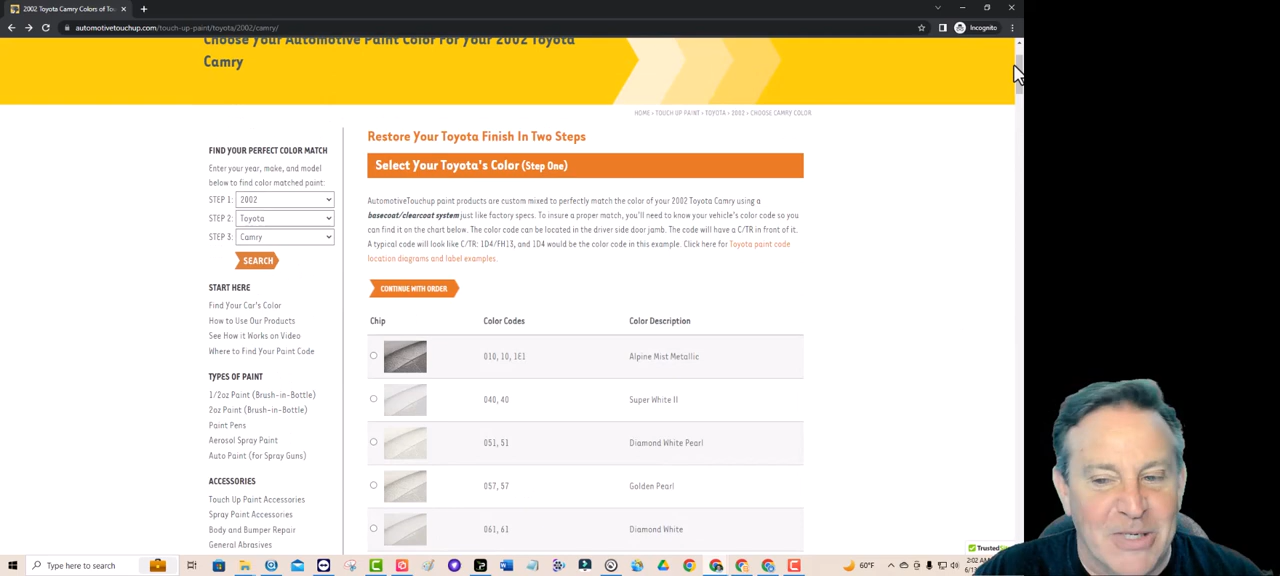 2002 Toyota Camry Colors of To
Incognito
automotivetouchup.com/touch-up-paint/toyota/2002/camry/
Choose Your Automotive Paint Color For your 2002 Toyota
Camry
HOME • TOUCH UP PAINT • TOYOTA • 2002 • CHOOSE CAMRY COLOR
FIND YOUR PERFECT COLOR MATCH
Enter your year, make, and model
below to find color matched paint:
STEP 1: 2002
STEP 2: Toyota
STEP 3: Camry
SEARCH
START HERE
Find Your Car's Color
How to Use Our Products
See How it Works on Video
Where to Find Your Paint Code
TYPES OF PAINT
1/2oz Paint (Brush-in-Bottle)
2oz Paint (Brush-in-Bottle)
Paint Pens
Aerosol Spray Paint
Auto Paint (for Spray Guns)
ACCESSORIES
Touch Up Paint Accessories
Spray Paint Accessories
Body and Bumper Repair
General Abrasives
Restore Your Toyota Finish In Two Steps
Select Your Toyota's Color (Step One)
AutomotiveTouchup paint products are custom mixed to perfectly match the color of your 2002 Toyota Camry using a
basecoat/clearcoat system just like factory specs. To insure a proper match, you'll need to know your vehicle's color code so you
can find it on the chart below. The color code can be located in the driver side door jamb. The code will have a C/TR in front of it.
A typical code will look like C/TR: 1D4/FH13, and 1D4 would be the color code in this example. Click here for Toyota paint code
location diagrams and label examples.
CONTINUE WITH ORDER
Chip Color Codes Color Description
010, 10, 1E1 Alpine Mist Metallic
040, 40 Super White II
051, 51 Diamond White Pearl
057, 57 Golden Pearl
061, 61 Diamond White
TrustedS
Type here to search
60°F
2:02 AM